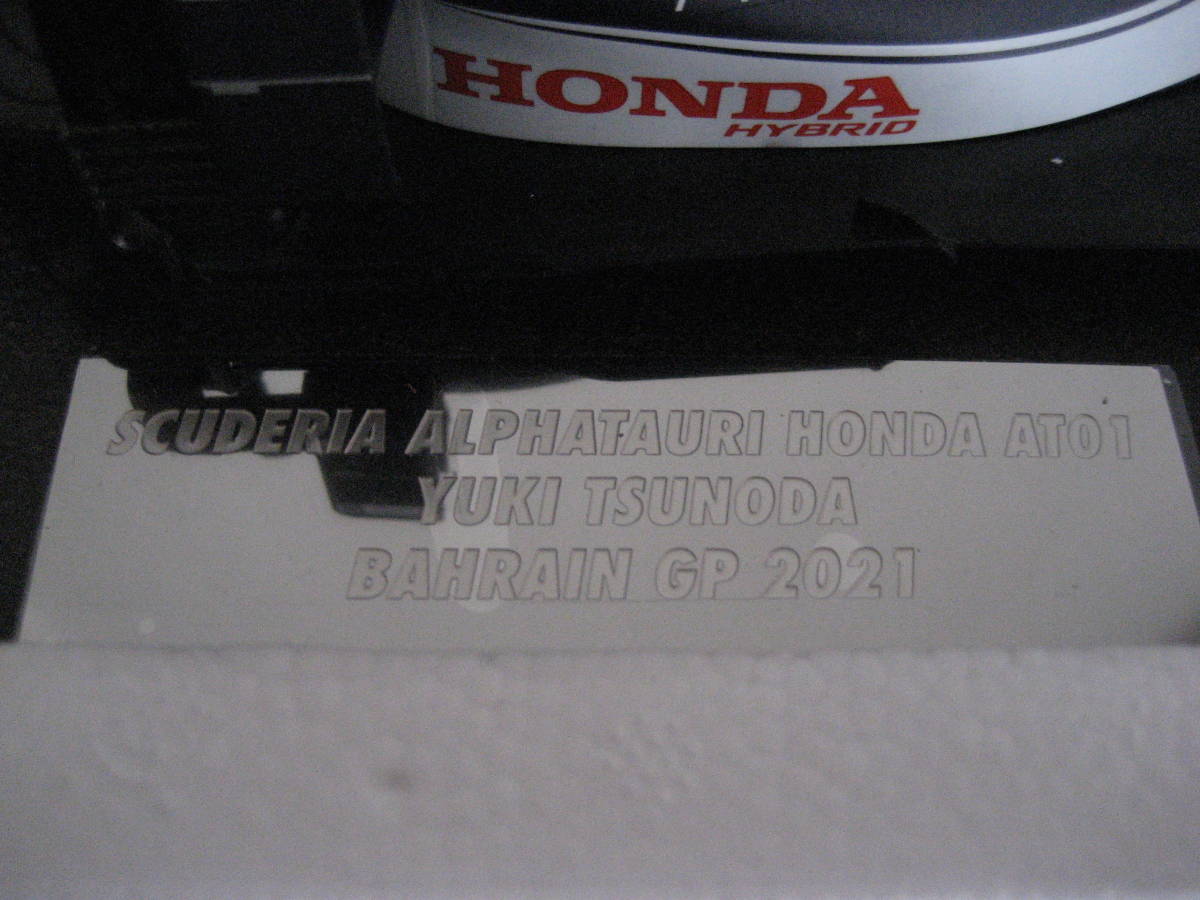 HONDA
HYBRID
SCUDERIA ALPHATAURI HONDA AT01
YUKI TSUNODA
BAHRAIN GP 2021